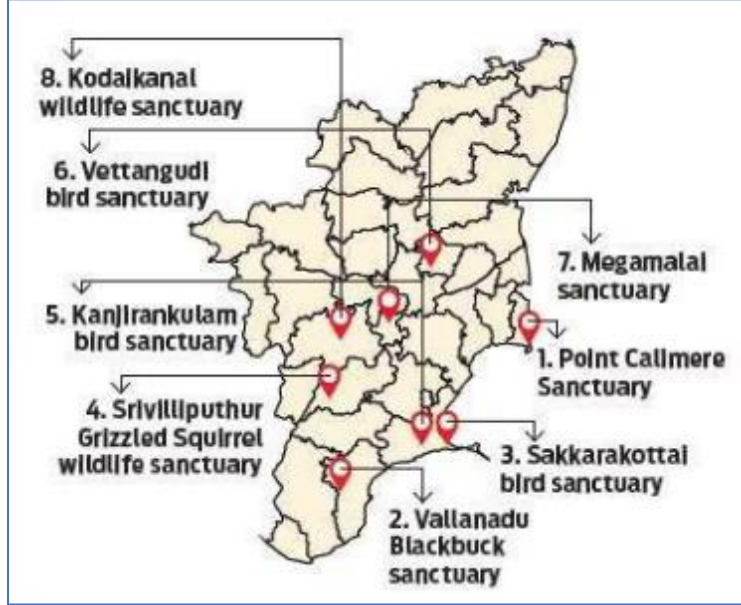 8. Kodaikanal
wildlife sanctuary
6. Vettangudi
bird sanctuary
7. Megamalai
sanctuary
5. Kanjirankulam
bird sanctuary
1. Point Calimere
Sanctuary
4. Srivilliputhur
Grizzled Squirrel
wildlife sanctuary
3. Sakkarakottai
bird sanctuary
2. Vallanadu
Blackbuck
sanctuary